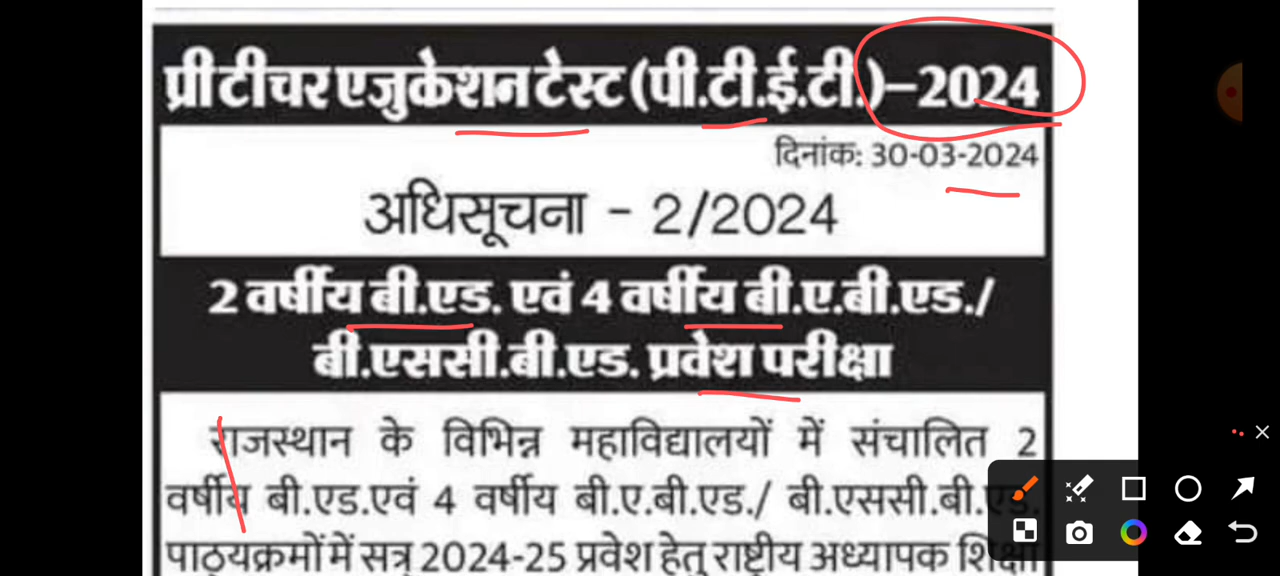 प्री टीचर एजुकेशन टेस्ट (पी.टी.ई.टी.)–2024
दिनांक: 30-03-2024
अधिसूचना - 2/2024
2 वर्षीय बी.एड. एवं 4 वर्षीय बी.ए.बी.एड./
बी.एससी.बी.एड. प्रवेश परीक्षा
राजस्थान के विभिन्न महाविद्यालयों में संचालित 2
वर्षीय बी.एड.एवं 4 वर्षीय बी.ए.बी.एड./ बी.एससी.बी.एड.
पाठ्यक्रमों में सत्र 2024-25 प्रवेश हेतु राष्ट्रीय अध्यापक शिक्षा